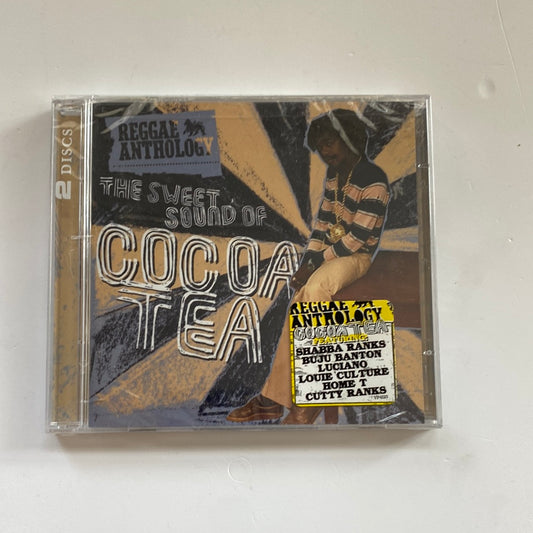 2 DISCS
REGGAE
ANTHOLOGY
THE SWEET
SOUND OF
COCOA
TEA
REGGAE
ANTHOLOGY
COCOA TEA
FEATURING:
SHABBA RANKS
BUJU BANTON
LUCIANO
LOUIE CULTURE
HOME T
CUTTY RANKS